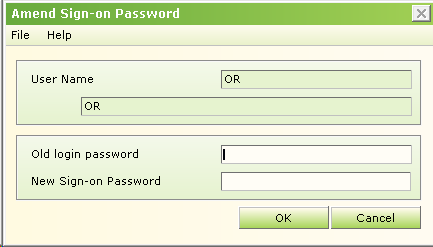 Amend Sign-on Password
File Help
User Name OR
OR
Old login password
New Sign-on Password
OK Cancel